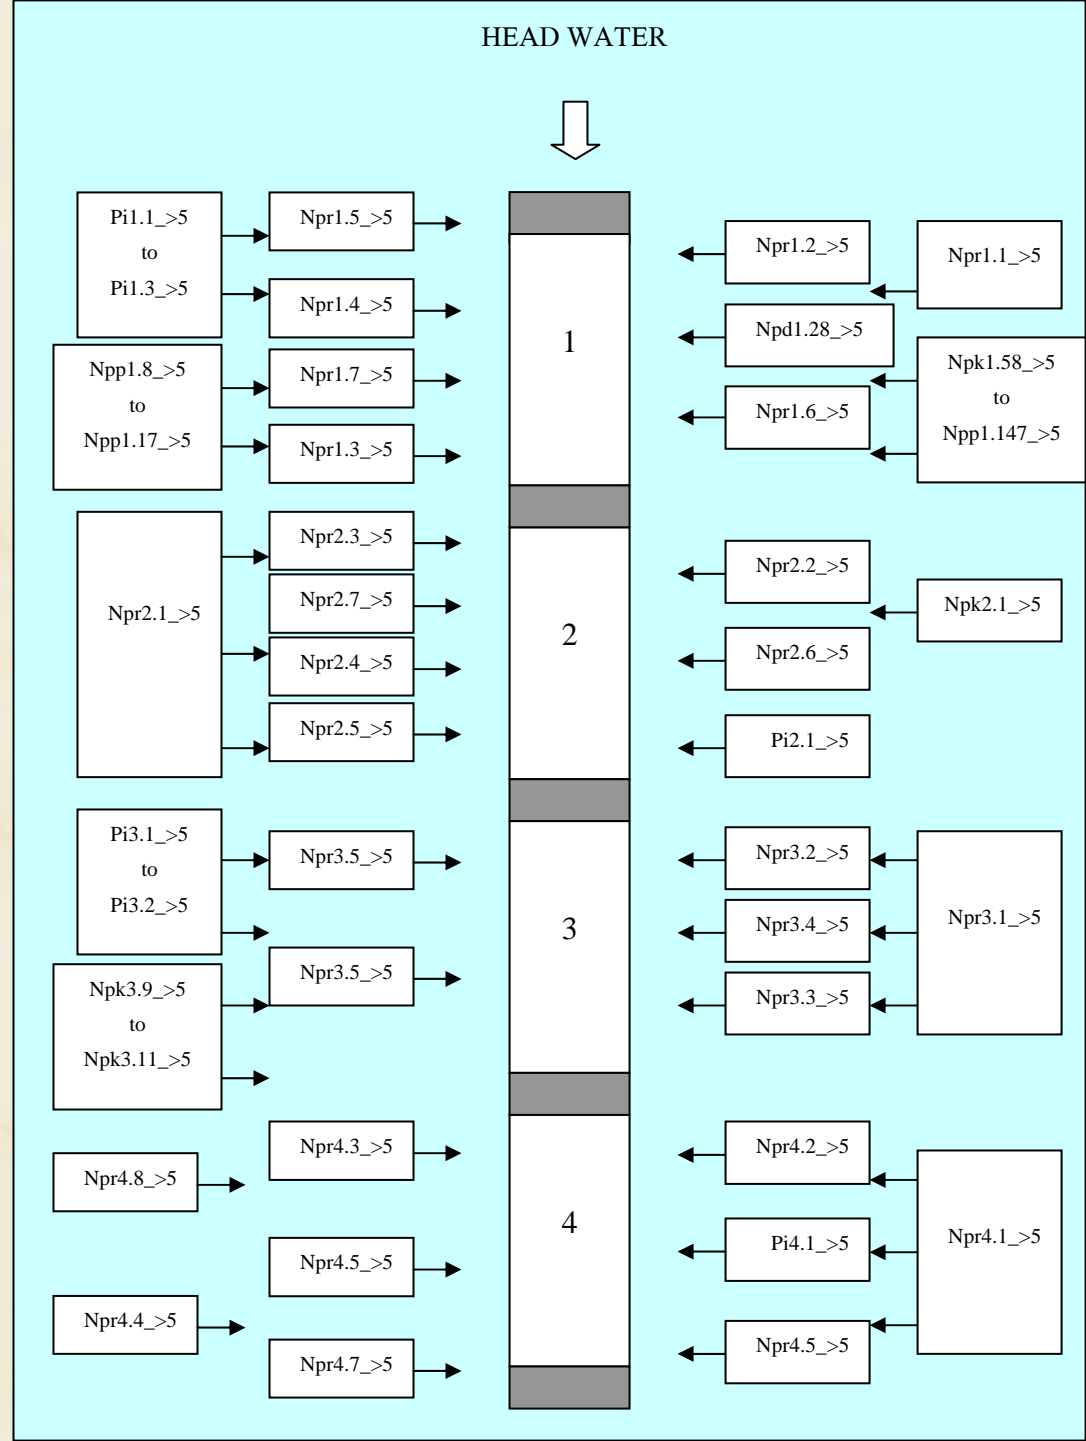 HEAD WATER
Pi1.1_>5
to
Pi1.3_>5
Npr1.5_>5
Npr1.4_>5
Npp1.8_>5
to
Npp1.17_>5
Npr1.7_>5
Npr1.3_>5
1
Npr1.2_>5
Npr1.1_>5
Npd1.28_>5
Npr1.6_>5
Npk1.58_>5
to
Npp1.147_>5
Npr2.1_>5
Npr2.3_>5
Npr2.7_>5
Npr2.4_>5
Npr2.5_>5
2
Npr2.2_>5
Npk2.1_>5
Npr2.6_>5
Pi2.1_>5
Pi3.1_>5
to
Pi3.2_>5
Npr3.5_>5
Npk3.9_>5
to
Npk3.11_>5
Npr3.5_>5
3
Npr3.2_>5
Npr3.4_>5
Npr3.3_>5
Npr3.1_>5
Npr4.8_>5
Npr4.3_>5
Npr4.5_>5
Npr4.4_>5
Npr4.7_>5
4
Npr4.2_>5
Pi4.1_>5
Npr4.5_>5
Npr4.1_>5